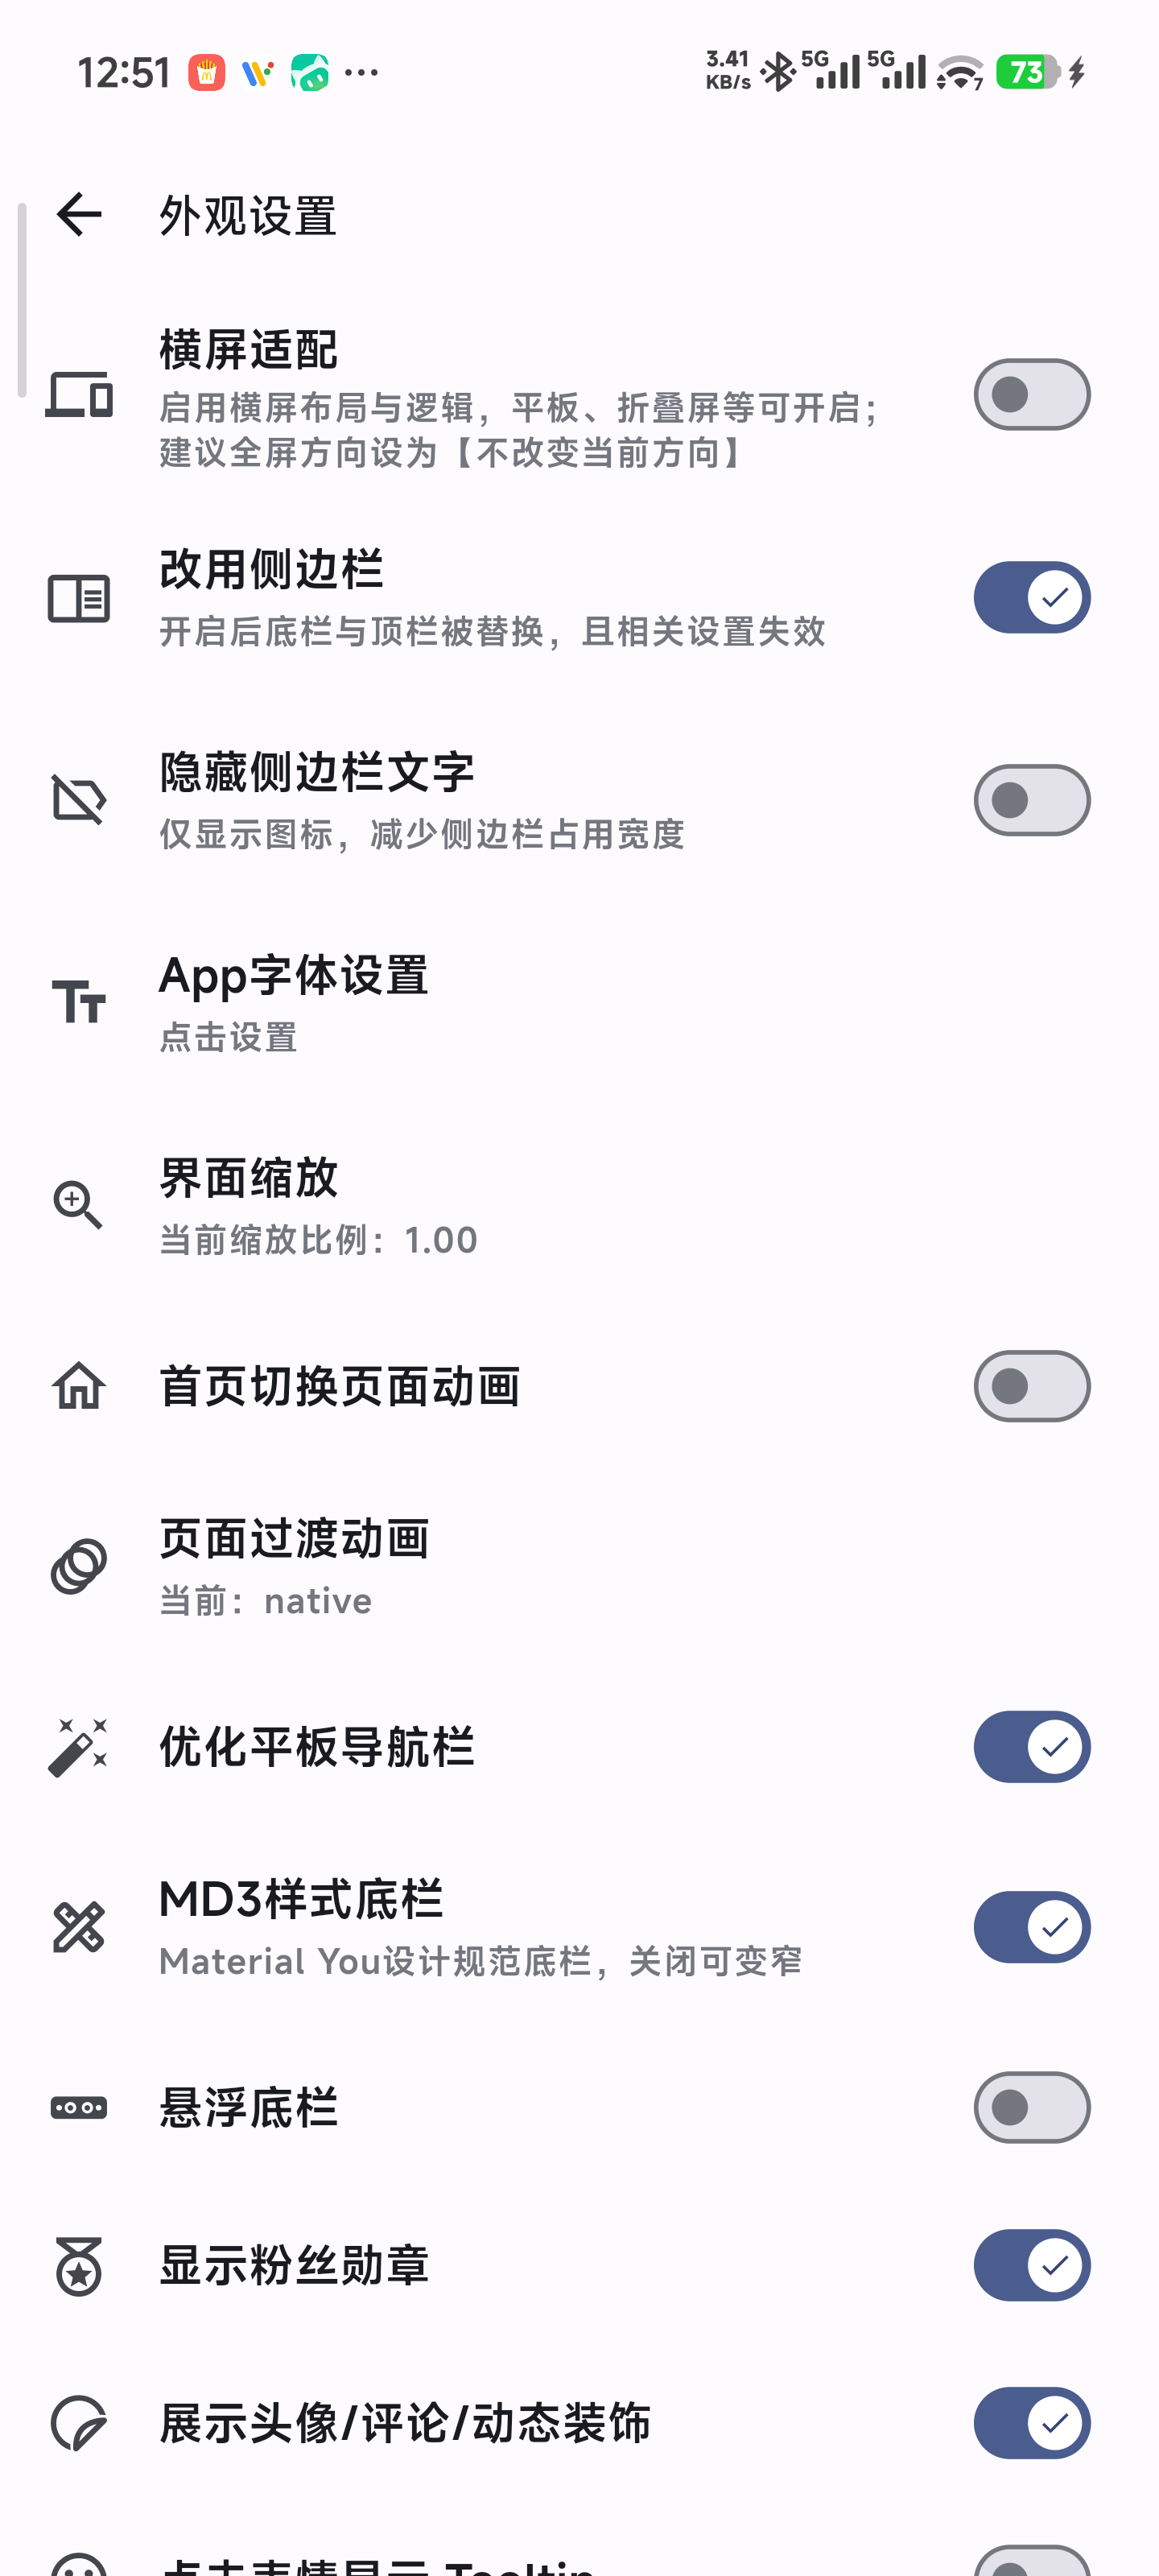 12:51
3.41 KB/s 5G 5G 7 73
外观设置
横屏适配
启用横屏布局与逻辑，平板、折叠屏等可开启；
建议全屏方向设为【不改变当前方向】
改用侧边栏
开启后底栏与顶栏被替换，且相关设置失效
隐藏侧边栏文字
仅显示图标，减少侧边栏占用宽度
App字体设置
点击设置
界面缩放
当前缩放比例：1.00
首页切换页面动画
页面过渡动画
当前：native
优化平板导航栏
MD3样式底栏
Material You设计规范底栏，关闭可变窄
悬浮底栏
显示粉丝勋章
展示头像/评论/动态装饰
点击表情显示 Tooltip